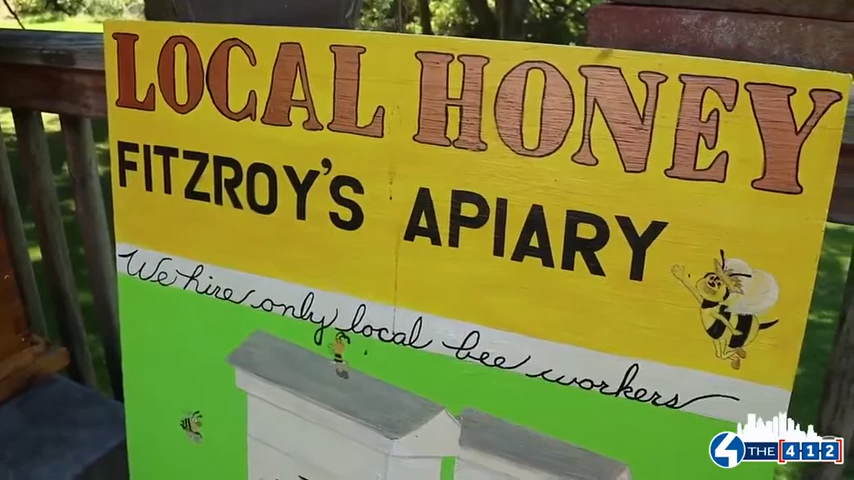 LOCAL HONEY
FITZROY'S APIARY
We hire only local bee workers
4 THE 412